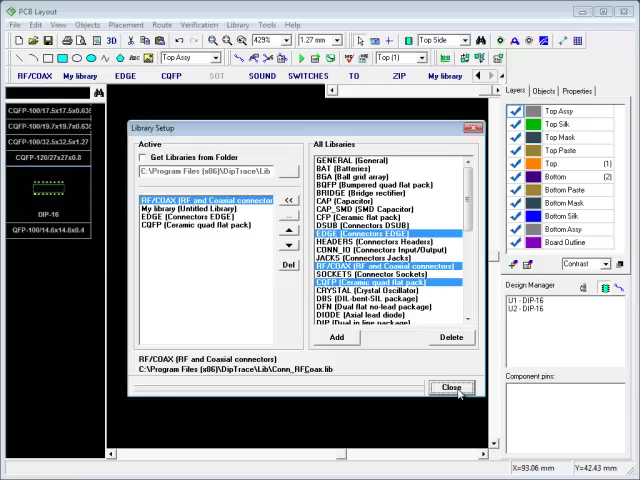 PCB Layout
File Edit View Objects Placement Route Verification Library Tools Help
3D 429% 1.27 mm Top Side
Abc Top Assy Top (1)
RF/COAX My library EDGE CQFP SOT SOUND SWITCHES TO ZIP My library
CQFP-100/17.5x17.5x0.635
CQFP-100/19.7x19.7x0.635
CQFP-100/32.5x32.5x1.27
CQFP-120/27x27x0.8
DIP-16
QFP-100/14.6x14.6x0.4
Library Setup
Active
Get Libraries from Folder
C:\Program Files (x86)\DipTrace\Lib
RF/COAX (RF and Coaxial connector
My library (Untitled Library)
EDGE (Connectors EDGE)
CQFP (Ceramic quad flat pack)
<<
...
Del
All Libraries
GENERAL (General)
BAT (Batteries)
BGA (Ball grid array)
BQFP (Bumpered quad flat pack)
BRIDGE (Bridge rectifier)
CAP (Capacitor)
CAP_SMD (SMD Capacitor)
CFP (Ceramic flat pack)
DSUB (Connectors DSUB)
EDGE (Connectors EDGE)
HEADERS (Connectors Headers)
CONN_IO (Connectors Input/Output)
JACKS (Connectors Jacks)
RF/COAX (RF and Coaxial connectors)
SOCKETS (Connector Sockets)
CQFP (Ceramic quad flat pack)
CRYSTAL (Crystal Oscillator)
DBS (DIL-bent-SIL package)
DFN (Dual flat no-lead package)
DIODE (Axial lead diode)
DIP (Dual in line package)
Add Delete
RF/COAX (RF and Coaxial connectors)
C:\Program Files (x86)\DipTrace\Lib\Conn_RFCoax.lib
Close
Layers Objects Properties
Top Assy
Top Silk
Top Mask
Top Paste
Top (1)
Bottom (2)
Bottom Paste
Bottom Mask
Bottom Silk
Bottom Assy
Board Outline
Contrast
Design Manager
U1 - DIP-16
U2 - DIP-16
Component pins:
X=93.06 mm Y=42.43 mm